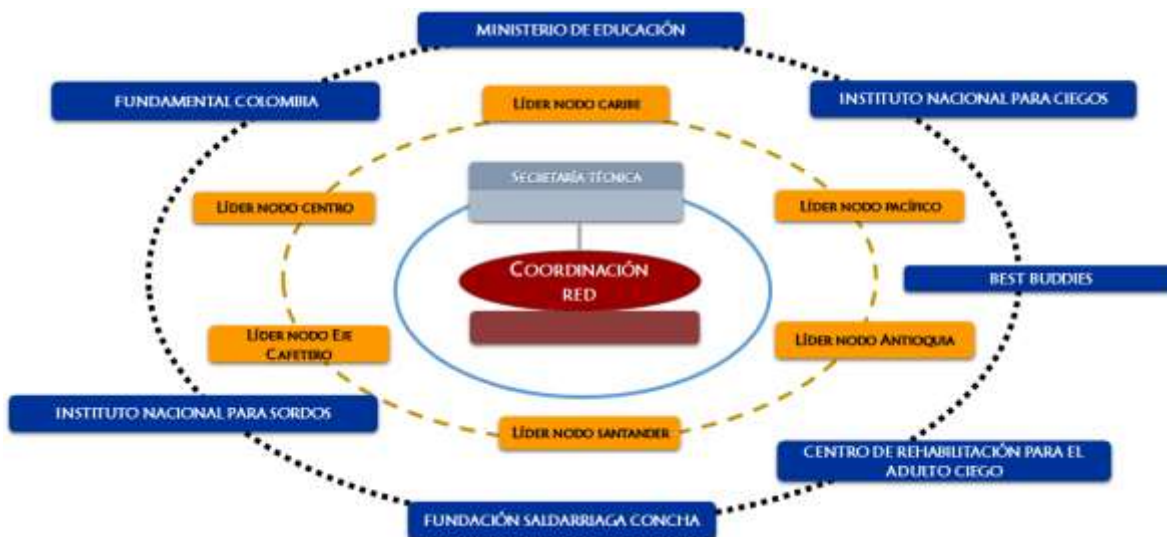 MINISTERIO DE EDUCACIÓN
FUNDAMENTAL COLOMBIA
LÍDER NODO CARIBE
INSTITUTO NACIONAL PARA CIEGOS
SECRETARÍA TÉCNICA
LÍDER NODO CENTRO
LÍDER NODO PACÍFICO
COORDINACIÓN
RED
BEST BUDDIES
LÍDER NODO EJE
CAFETERO
LÍDER NODO ANTIOQUIA
INSTITUTO NACIONAL PARA SORDOS
LÍDER NODO SANTANDER
CENTRO DE REHABILITACIÓN PARA EL
ADULTO CIEGO
FUNDACIÓN SALDARRIAGA CONCHA